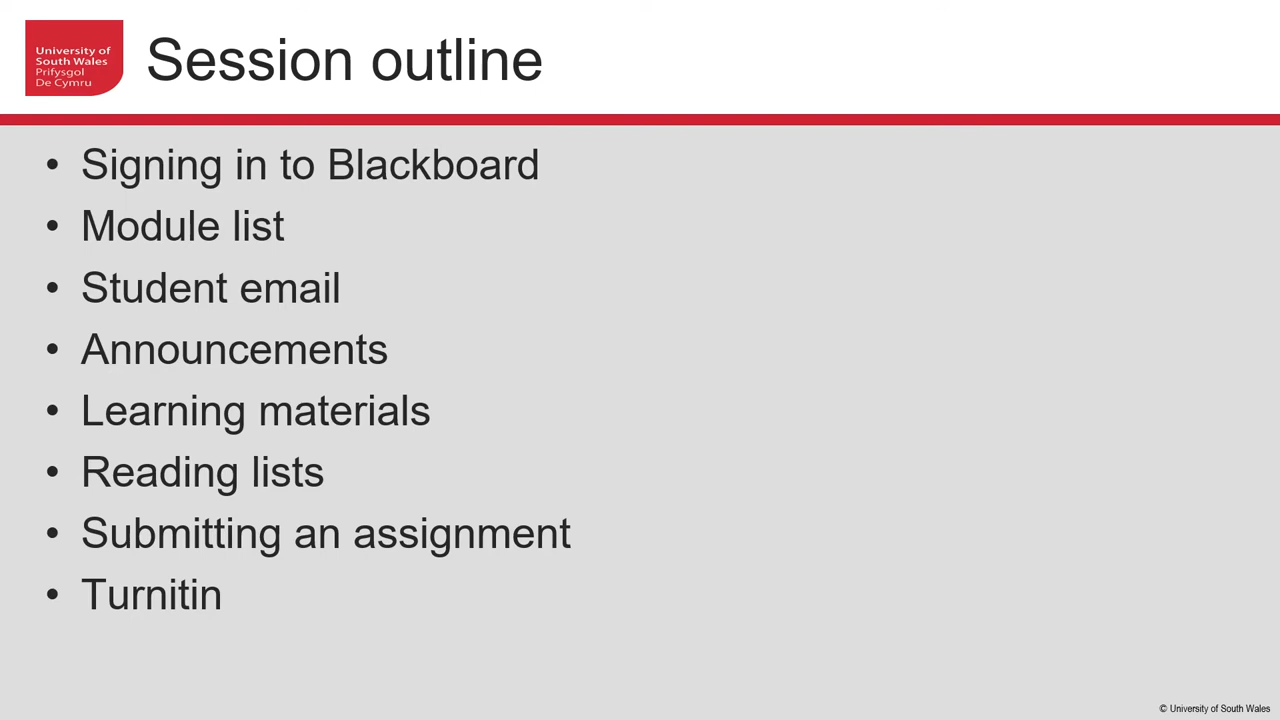 University of
South Wales
Prifysgol
De Cymru
Session outline
• Signing in to Blackboard
• Module list
• Student email
• Announcements
• Learning materials
• Reading lists
• Submitting an assignment
• Turnitin
© University of South Wales